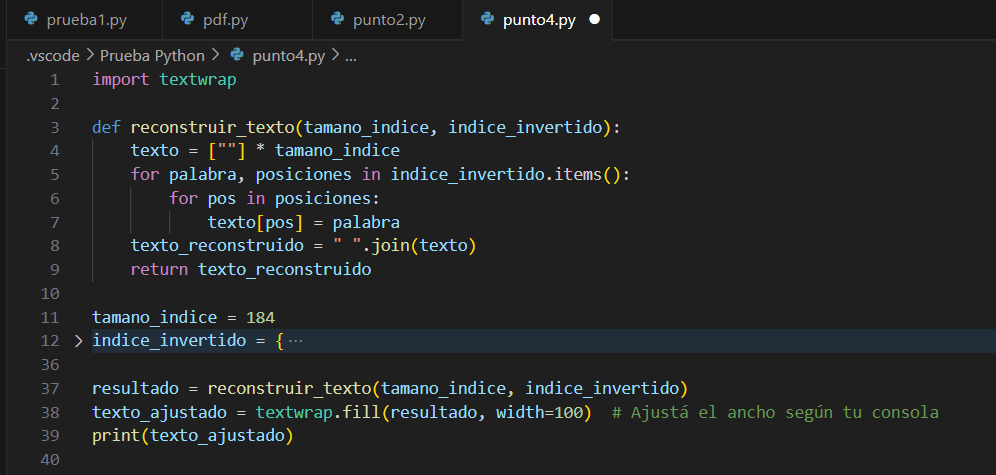 prueba1.py pdf.py punto2.py punto4.py
.vscode > Prueba Python > punto4.py > ...
1 import textwrap
2
3 def reconstruir_texto(tamano_indice, indice_invertido):
4     texto = [""] * tamano_indice
5     for palabra, posiciones in indice_invertido.items():
6         for pos in posiciones:
7             texto[pos] = palabra
8     texto_reconstruido = " ".join(texto)
9     return texto_reconstruido
10
11 tamano_indice = 184
12 > indice_invertido = { ...
36
37 resultado = reconstruir_texto(tamano_indice, indice_invertido)
38 texto_ajustado = textwrap.fill(resultado, width=100)  # Ajustá el ancho según tu consola
39 print(texto_ajustado)
40